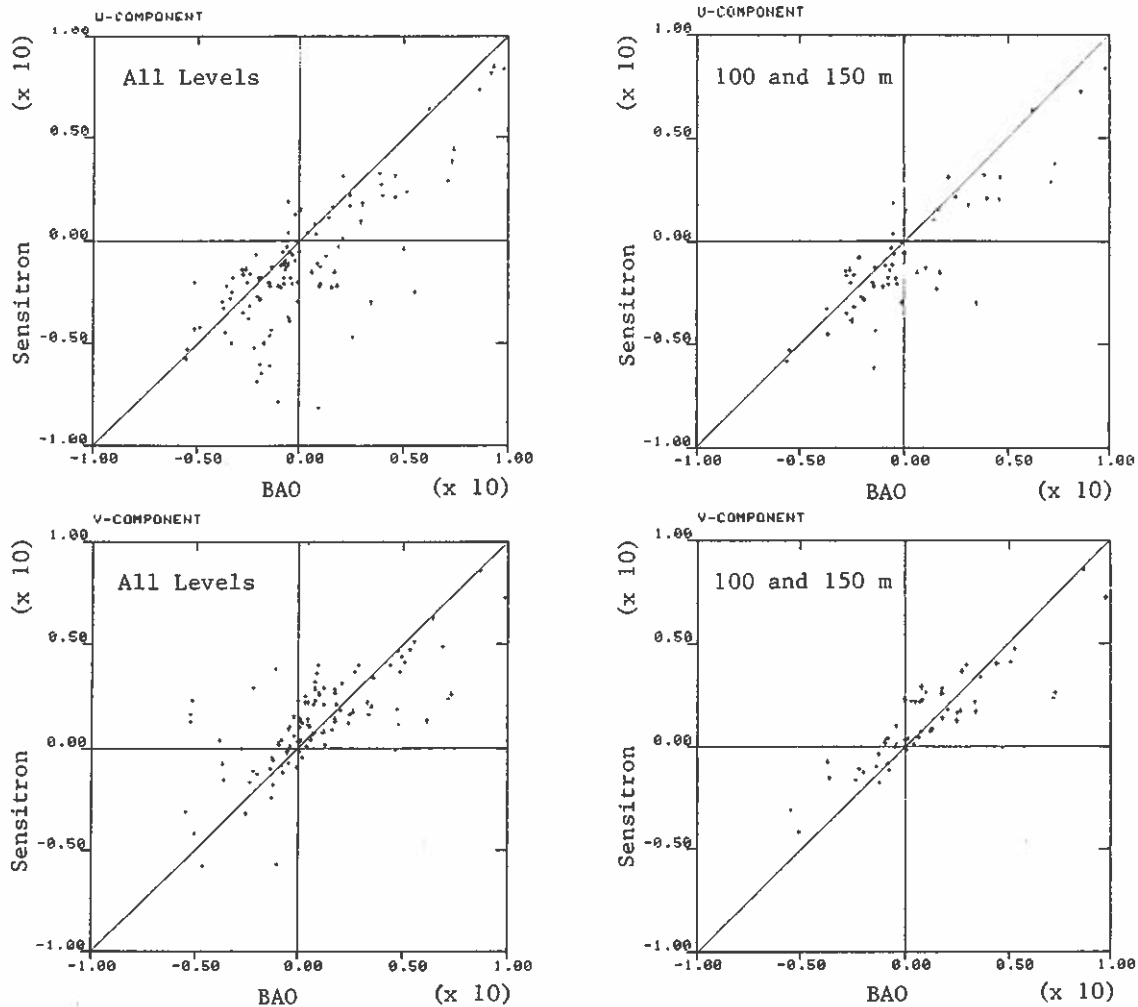 U-COMPONENT
1.00
(x 10)
All Levels
0.50
0.00
Sensitron
-0.50
-1.00
-1.00 -0.50 0.00 0.50 1.00
BAO (x 10)
U-COMPONENT
1.00
(x 10)
100 and 150 m
0.50
0.00
Sensitron
-0.50
-1.00
-1.00 -0.50 0.00 0.50 1.00
BAO (x 10)
V-COMPONENT
1.00
(x 10)
All Levels
0.50
0.00
Sensitron
-0.50
-1.00
-1.00 -0.50 0.00 0.50 1.00
BAO (x 10)
V-COMPONENT
1.00
(x 10)
100 and 150 m
0.50
0.00
Sensitron
-0.50
-1.00
-1.00 -0.50 0.00 0.50 1.00
BAO (x 10)